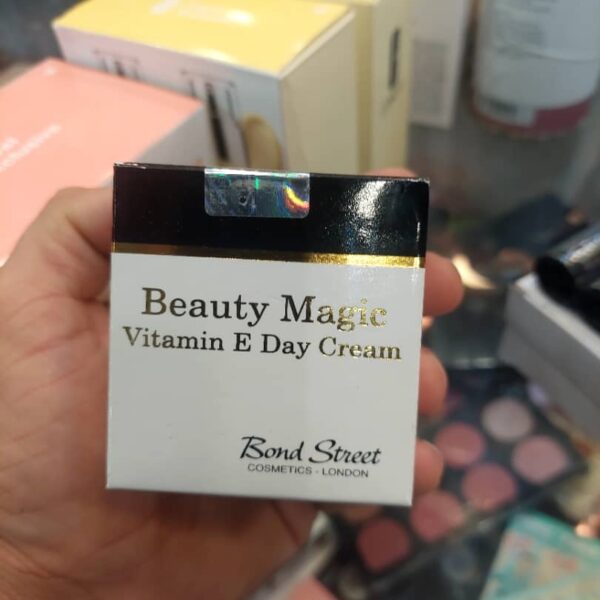 Beauty Magic
Vitamin E Day Cream
Bond Street
COSMETICS - LONDON